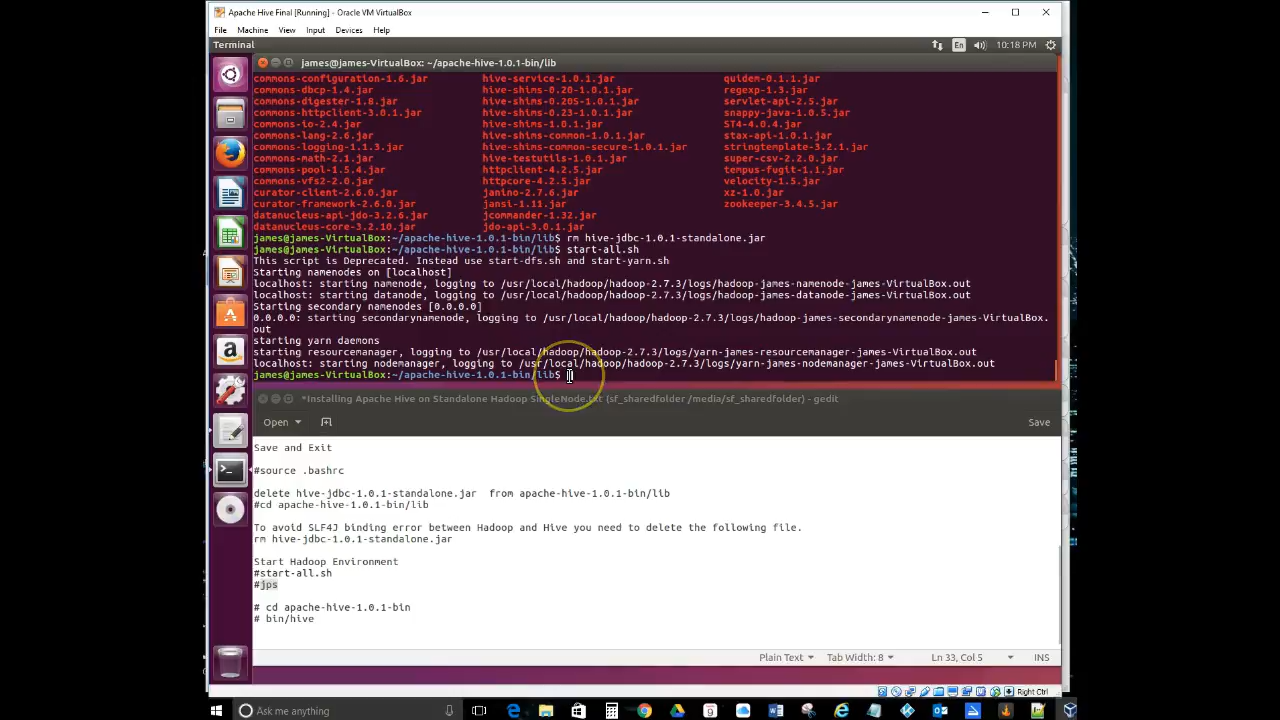 Apache Hive Final [Running] - Oracle VM VirtualBox
File Machine View Input Devices Help
Terminal En 10:18 PM
james@james-VirtualBox: ~/apache-hive-1.0.1-bin/lib
commons-configuration-1.6.jar hive-service-1.0.1.jar quidem-0.1.1.jar
commons-dbcp-1.4.jar hive-shims-0.20-1.0.1.jar regexp-1.3.jar
commons-digester-1.8.jar hive-shims-0.20S-1.0.1.jar servlet-api-2.5.jar
commons-httpclient-3.0.1.jar hive-shims-0.23-1.0.1.jar snappy-java-1.0.5.jar
commons-io-2.4.jar hive-shims-1.0.1.jar ST4-4.0.4.jar
commons-lang-2.6.jar hive-shims-common-1.0.1.jar stax-api-1.0.1.jar
commons-logging-1.1.3.jar hive-shims-common-secure-1.0.1.jar stringtemplate-3.2.1.jar
commons-math-2.1.jar hive-testutils-1.0.1.jar super-csv-2.2.0.jar
commons-pool-1.5.4.jar httpclient-4.2.5.jar tempus-fugit-1.1.jar
commons-vfs2-2.0.jar httpcore-4.2.5.jar velocity-1.5.jar
curator-client-2.6.0.jar janino-2.7.6.jar xz-1.0.jar
curator-framework-2.6.0.jar jansi-1.11.jar zookeeper-3.4.5.jar
datanucleus-api-jdo-3.2.6.jar jcommander-1.32.jar
datanucleus-core-3.2.10.jar jdo-api-3.0.1.jar
james@james-VirtualBox:~/apache-hive-1.0.1-bin/lib$ rm hive-jdbc-1.0.1-standalone.jar
james@james-VirtualBox:~/apache-hive-1.0.1-bin/lib$ start-all.sh
This script is Deprecated. Instead use start-dfs.sh and start-yarn.sh
Starting namenodes on [localhost]
localhost: starting namenode, logging to /usr/local/hadoop/hadoop-2.7.3/logs/hadoop-james-namenode-james-VirtualBox.out
localhost: starting datanode, logging to /usr/local/hadoop/hadoop-2.7.3/logs/hadoop-james-datanode-james-VirtualBox.out
Starting secondary namenodes [0.0.0.0]
0.0.0.0: starting secondarynamenode, logging to /usr/local/hadoop/hadoop-2.7.3/logs/hadoop-james-secondarynamenode-james-VirtualBox.
out
starting yarn daemons
starting resourcemanager, logging to /usr/local/hadoop/hadoop-2.7.3/logs/yarn-james-resourcemanager-james-VirtualBox.out
localhost: starting nodemanager, logging to /usr/local/hadoop/hadoop-2.7.3/logs/yarn-james-nodemanager-james-VirtualBox.out
james@james-VirtualBox:~/apache-hive-1.0.1-bin/lib$
*Installing Apache Hive on Standalone Hadoop SingleNode.txt (sf_sharedfolder /media/sf_sharedfolder) - gedit
Open Save
Save and Exit
#source .bashrc
delete hive-jdbc-1.0.1-standalone.jar from apache-hive-1.0.1-bin/lib
#cd apache-hive-1.0.1-bin/lib
To avoid SLF4J binding error between Hadoop and Hive you need to delete the following file.
rm hive-jdbc-1.0.1-standalone.jar
Start Hadoop Environment
#start-all.sh
#jps
# cd apache-hive-1.0.1-bin
# bin/hive
Plain Text Tab Width: 8 Ln 33, Col 5 INS
Right Ctrl
Ask me anything